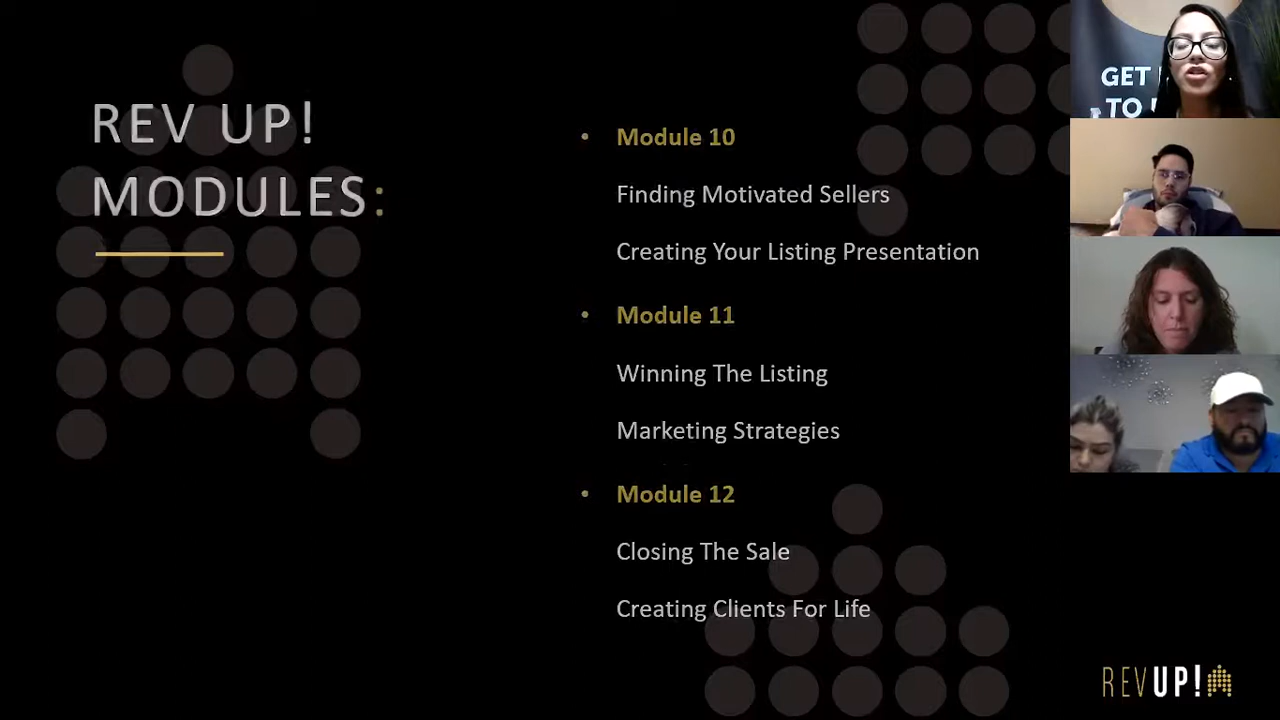 REV UP!
MODULES:
• Module 10
Finding Motivated Sellers
Creating Your Listing Presentation
• Module 11
Winning The Listing
Marketing Strategies
• Module 12
Closing The Sale
Creating Clients For Life
GET
TO
REVUP!